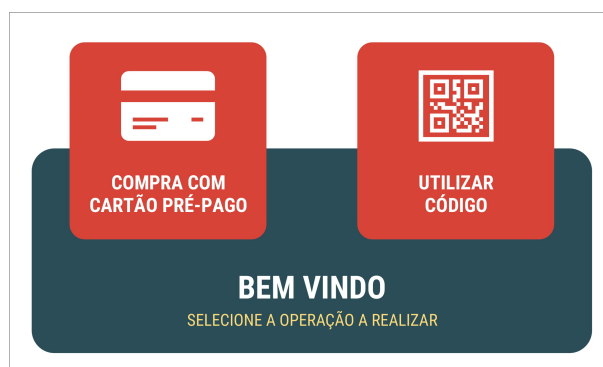 COMPRA COM
CARTÃO PRÉ-PAGO
UTILIZAR
CÓDIGO
BEM VINDO
SELECIONE A OPERAÇÃO A REALIZAR